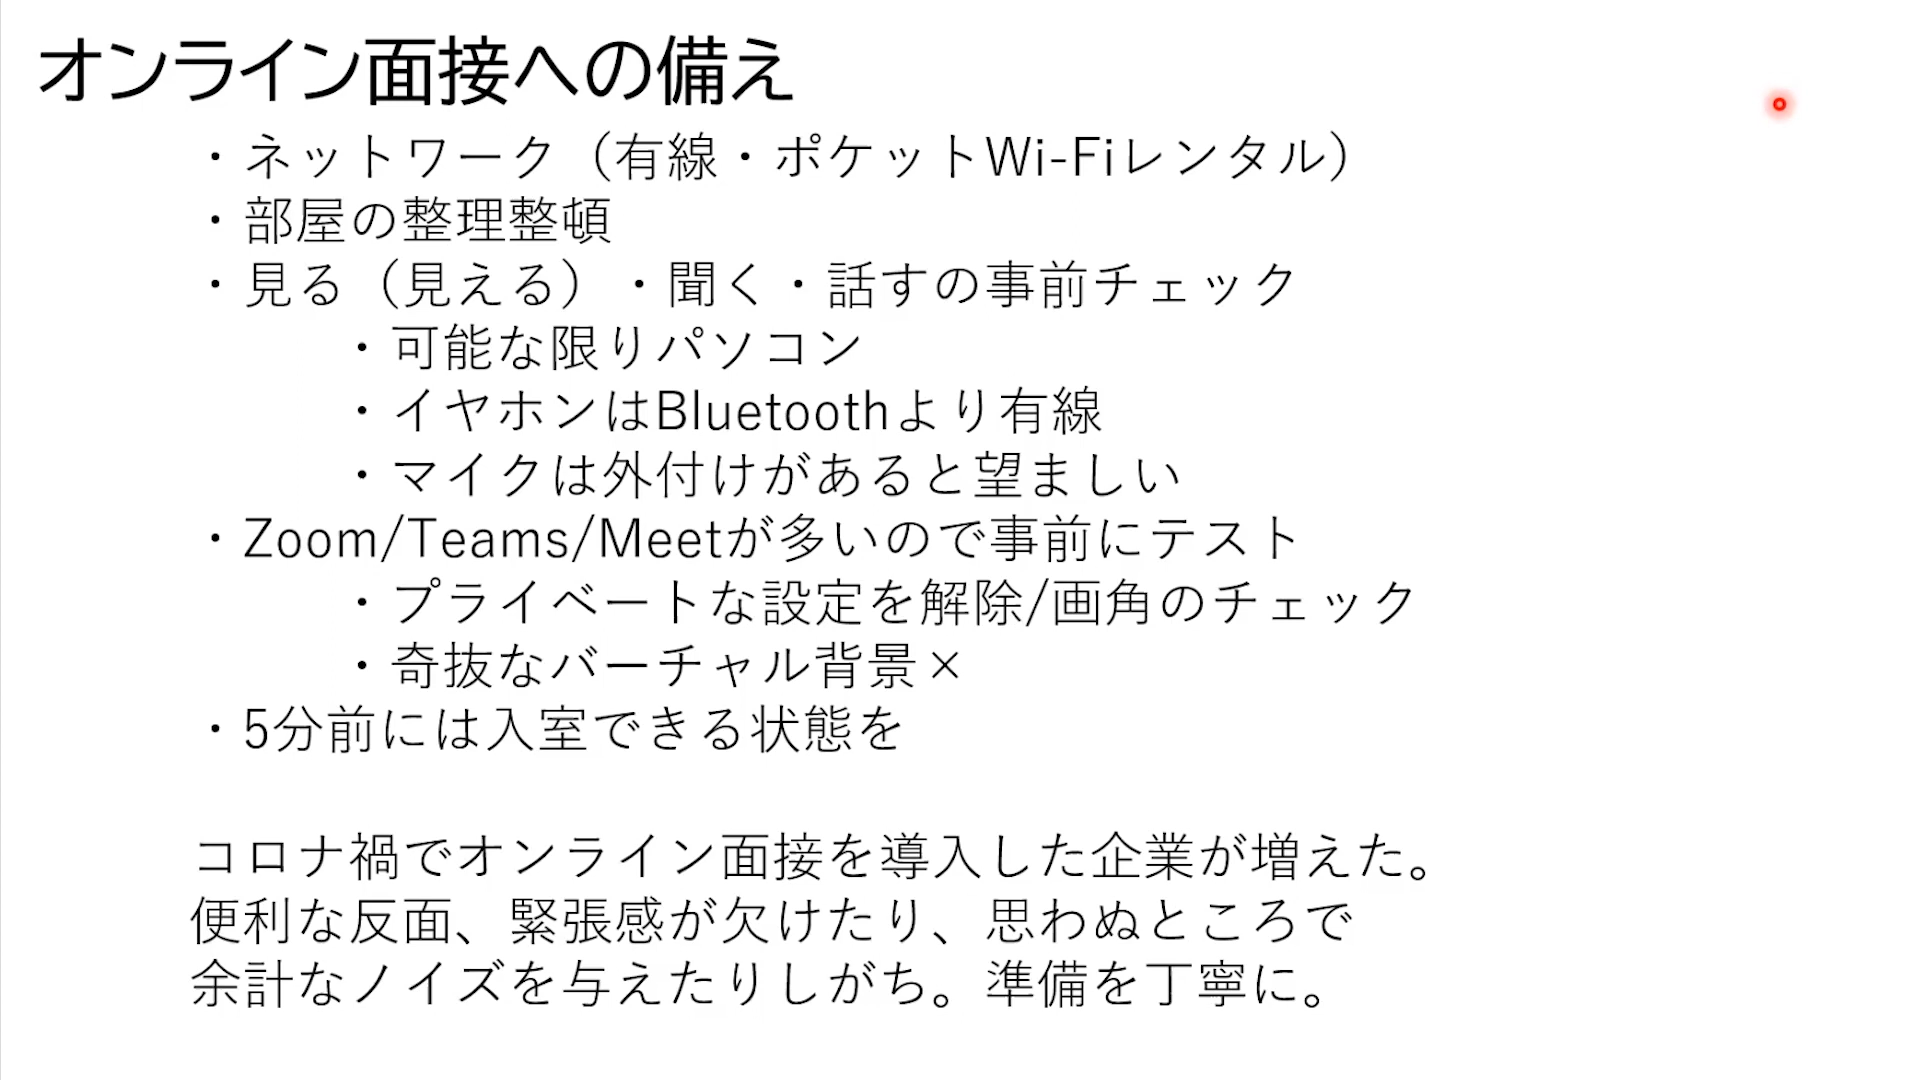 オンライン面接への備え
・ネットワーク（有線・ポケットWi-Fiレンタル）
・部屋の整理整頓
・見る（見える）・聞く・話すの事前チェック
・可能な限りパソコン
・イヤホンはBluetoothより有線
・マイクは外付けがあると望ましい
・Zoom/Teams/Meetが多いので事前にテスト
・プライベートな設定を解除/画角のチェック
・奇抜なバーチャル背景×
・5分前には入室できる状態を
コロナ禍でオンライン面接を導入した企業が増えた。
便利な反面、緊張感が欠けたり、思わぬところで
余計なノイズを与えたりしがち。準備を丁寧に。